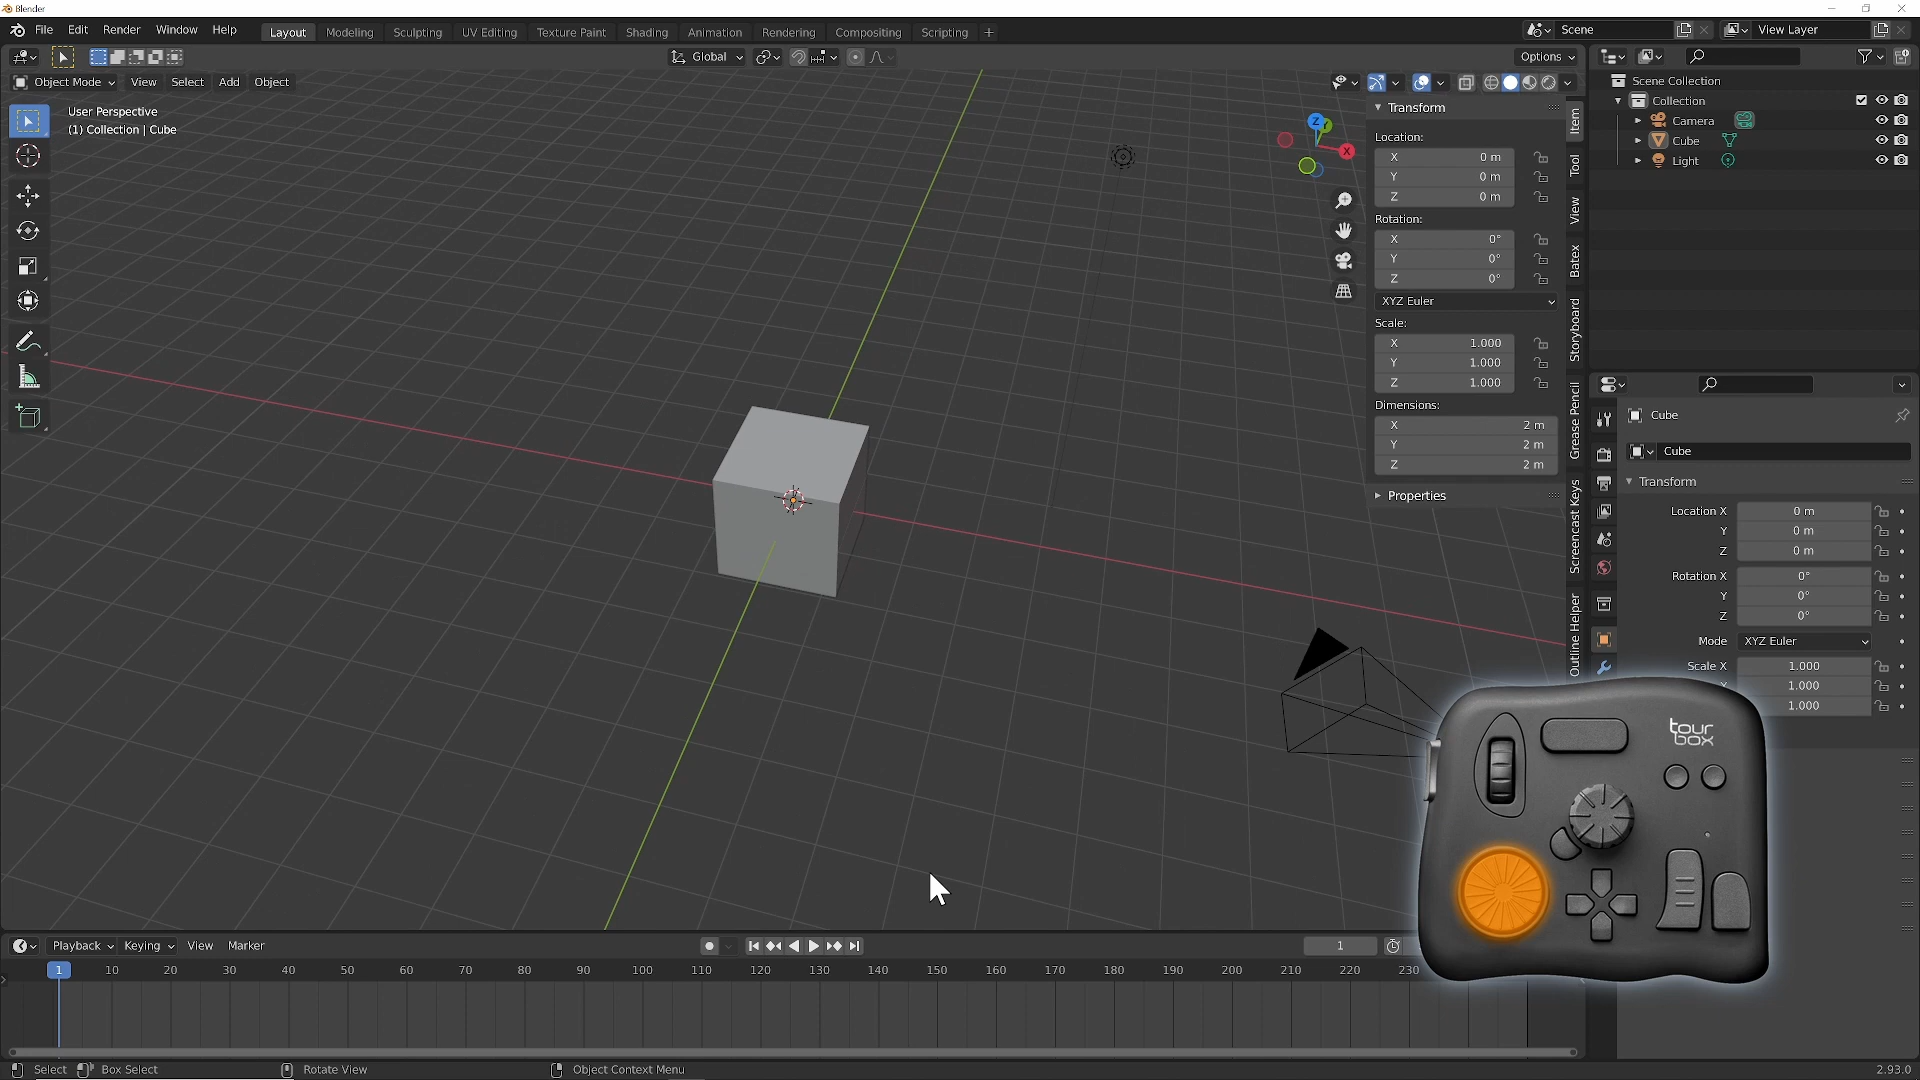 Blender
File Edit Render Window Help Layout Modeling Sculpting UV Editing Texture Paint Shading Animation Rendering Compositing Scripting + Scene View Layer
Global Options
Object Mode View Select Add Object
User Perspective
(1) Collection | Cube
Z
Y
X
Transform
Location:
X 0 m
Y 0 m
Z 0 m
Rotation:
X 0°
Y 0°
Z 0°
XYZ Euler
Scale:
X 1.000
Y 1.000
Z 1.000
Dimensions:
X 2 m
Y 2 m
Z 2 m
Properties
Item
Tool
View
Batex
Storyboard
Grease Pencil
Screencast Keys
Outline Helper
Scene Collection
Collection
Camera
Cube
Light
Cube
Cube
Transform
Location X 0 m
Y 0 m
Z 0 m
Rotation X 0°
Y 0°
Z 0°
Mode XYZ Euler
Scale X 1.000
1.000
1.000
tour
box
Playback Keying View Marker 1
1 10 20 30 40 50 60 70 80 90 100 110 120 130 140 150 160 170 180 190 200 210 220 230
Select Box Select Rotate View Object Context Menu 2.93.0